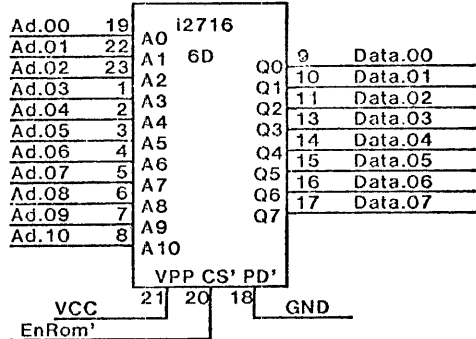 Ad.00 19 A0 i2716
Ad.01 22 A1 6D Q0 9 Data.00
Ad.02 23 A2 Q1 10 Data.01
Ad.03 1 A3 Q2 11 Data.02
Ad.04 2 A4 Q3 13 Data.03
Ad.05 3 A5 Q4 14 Data.04
Ad.06 4 A6 Q5 15 Data.05
Ad.07 5 A7 Q6 16 Data.06
Ad.08 6 A8 Q7 17 Data.07
Ad.09 7 A9
Ad.10 8 A10
VPP CS' PD'
21 20 18
VCC GND
EnRom'